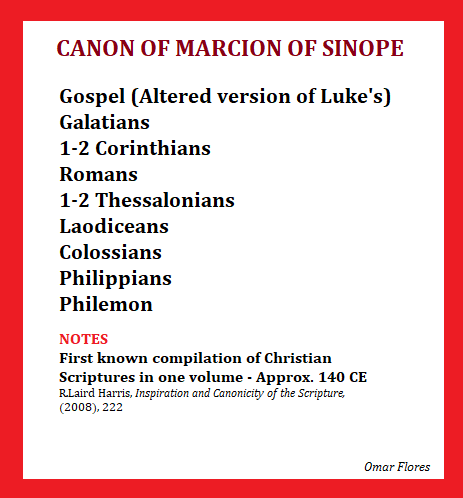 CANON OF MARCION OF SINOPE
Gospel (Altered version of Luke's)
Galatians
1-2 Corinthians
Romans
1-2 Thessalonians
Laodiceans
Colossians
Philippians
Philemon
NOTES
First known compilation of Christian
Scriptures in one volume - Approx. 140 CE
R.Laird Harris, Inspiration and Canonicity of the Scripture,
(2008), 222
Omar Flores